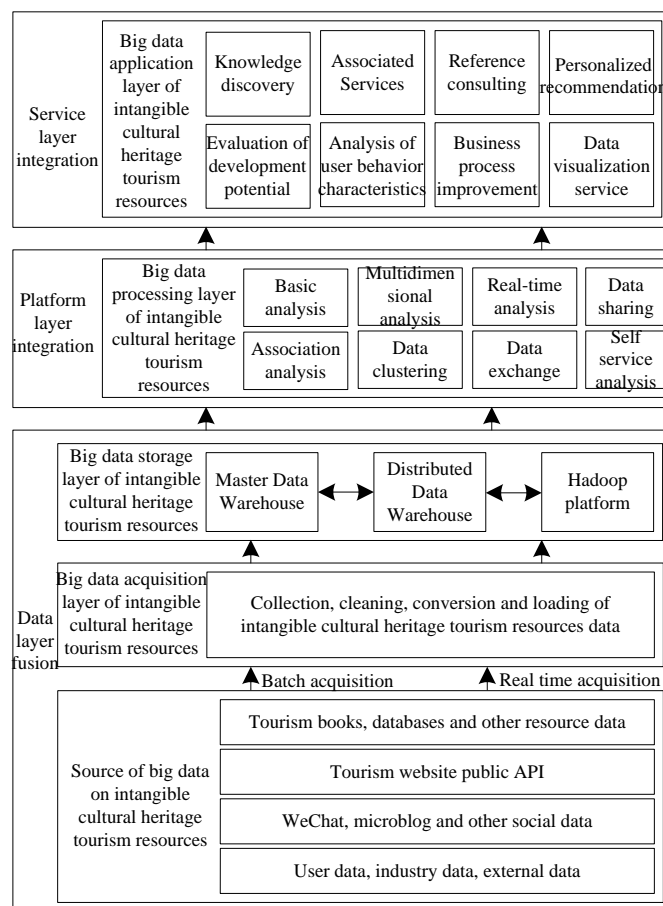 Service
layer
integration
Big data
application
layer of
intangible
cultural
heritage
tourism
resources
Knowledge
discovery
Associated
Services
Reference
consulting
Personalized
recommendation
Evaluation of
development
potential
Analysis of
user behavior
characteristics
Business
process
improvement
Data
visualization
service
Platform
layer
integration
Big data
processing layer
of intangible
cultural heritage
tourism
resources
Basic
analysis
Multidimen
sional analysis
Real-time
analysis
Data
sharing
Association
analysis
Data
clustering
Data
exchange
Self
service
analysis
Data
layer
fusion
Big data storage
layer of intangible
cultural heritage
tourism resources
Master Data
Warehouse
Distributed
Data
Warehouse
Hadoop
platform
Big data acquisition
layer of intangible
cultural heritage
tourism resources
Collection, cleaning, conversion and loading of
intangible cultural heritage tourism resources data
Batch acquisition
Real time acquisition
Source of big data
on intangible
cultural heritage
tourism resources
Tourism books, databases and other resource data
Tourism website public API
WeChat, microblog and other social data
User data, industry data, external data